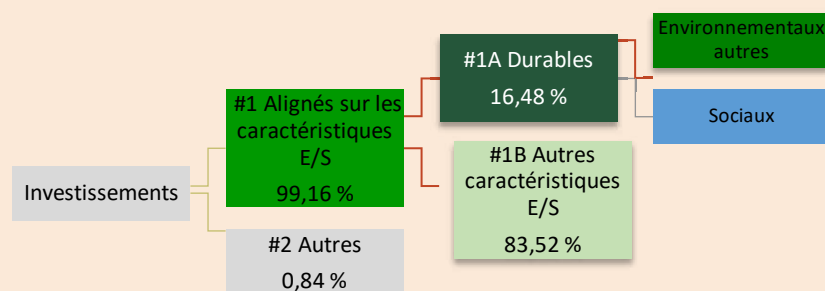 Investissements
#1 Alignés sur les
caractéristiques
E/S
99,16 %
#2 Autres
0,84 %
#1A Durables
16,48 %
#1B Autres
caractéristiques
E/S
83,52 %
Environnementaux
autres
Sociaux